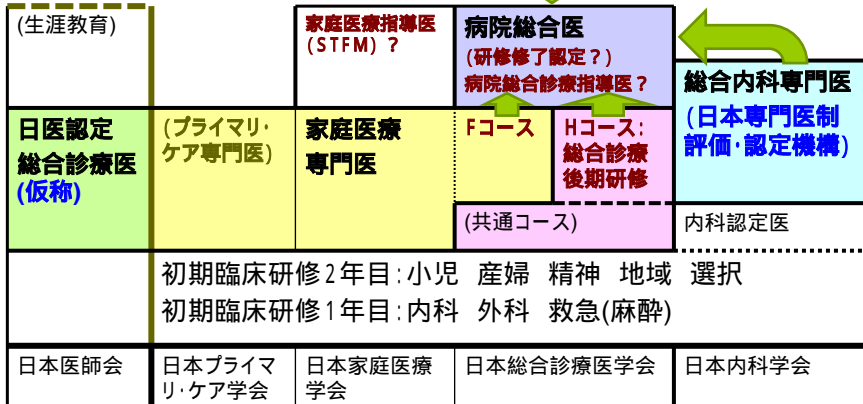 (生涯教育)
家庭医療指導医
(STFM) ?
病院総合医
(研修修了認定?)
病院総合診療指導医?
総合内科専門医
(日本専門医制
評価・認定機構)
日医認定
総合診療医
(仮称)
(プライマリ・
ケア専門医)
家庭医療
専門医
Fコース
Hコース:
総合診療
後期研修
(共通コース)
内科認定医
初期臨床研修2年目:小児 産婦 精神 地域 選択
初期臨床研修1年目:内科 外科 救急(麻酔)
日本医師会
日本プライマ
リ・ケア学会
日本家庭医療
学会
日本総合診療医学会
日本内科学会